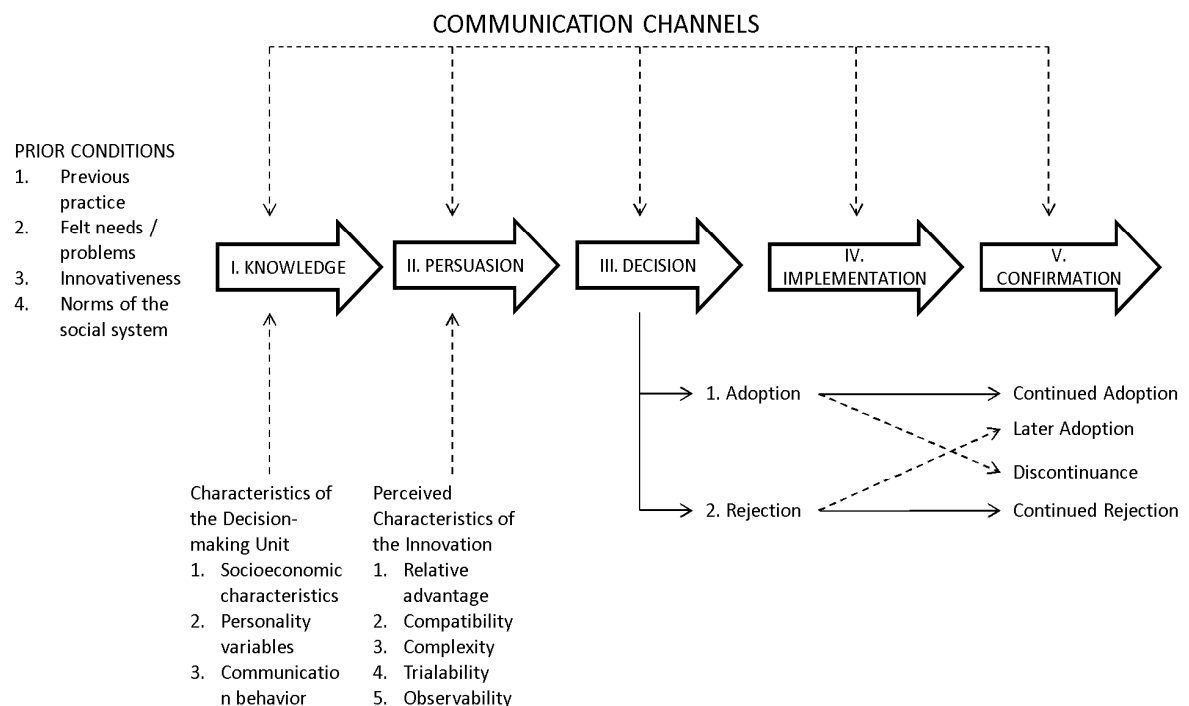 COMMUNICATION CHANNELS
PRIOR CONDITIONS
1. Previous
practice
2. Felt needs /
problems
3. Innovativeness
4. Norms of the
social system
I. KNOWLEDGE
II. PERSUASION
III. DECISION
IV.
IMPLEMENTATION
V.
CONFIRMATION
1. Adoption
2. Rejection
Continued Adoption
Later Adoption
Discontinuance
Continued Rejection
Characteristics of
the Decision-
making Unit
1. Socioeconomic
characteristics
2. Personality
variables
3. Communicatio
n behavior
Perceived
Characteristics of
the Innovation
1. Relative
advantage
2. Compatibility
3. Complexity
4. Trialability
5. Observability